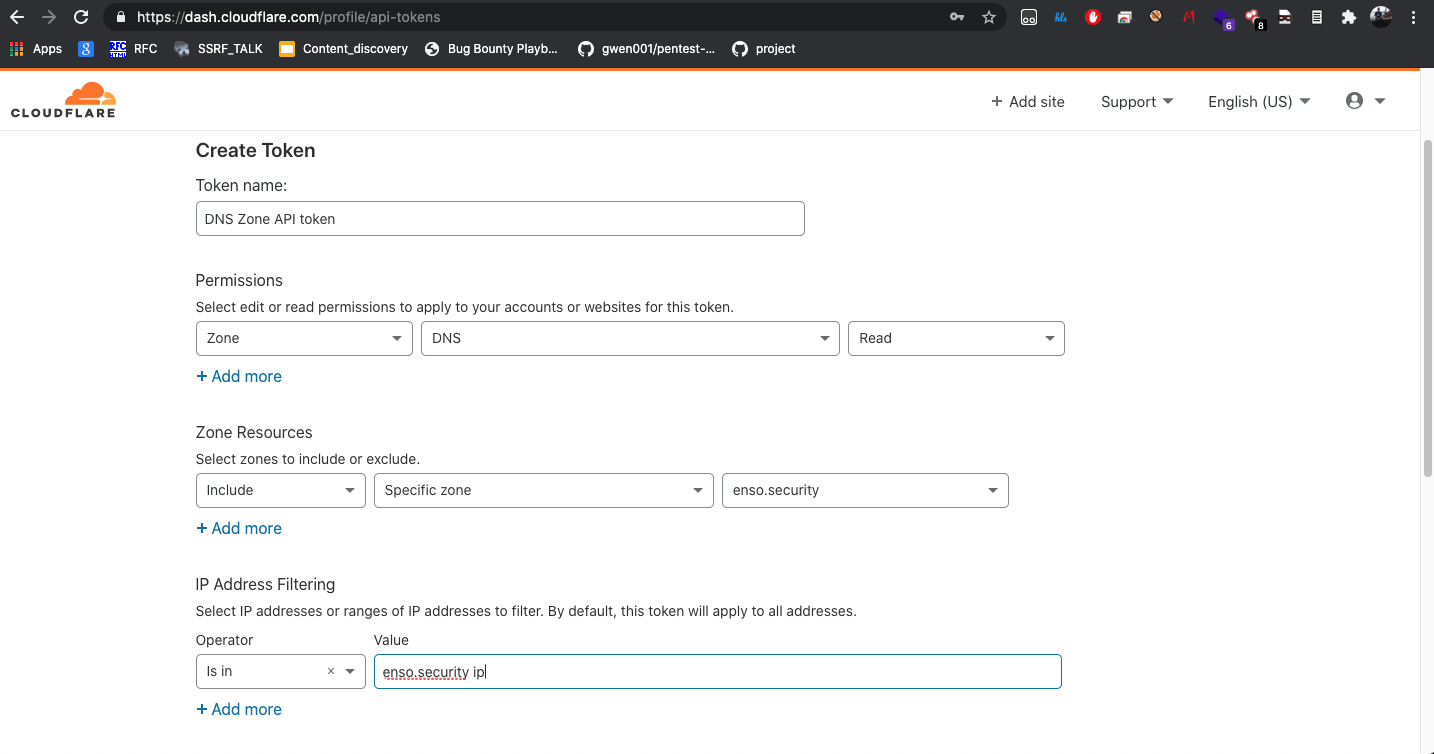 https://dash.cloudflare.com/profile/api-tokens
6 8
Apps RFC SSRF_TALK Content_discovery Bug Bounty Playb... gwen001/pentest-... project
CLOUDFLARE
+ Add site Support English (US)
Create Token
Token name:
DNS Zone API token
Permissions
Select edit or read permissions to apply to your accounts or websites for this token.
Zone DNS Read
+ Add more
Zone Resources
Select zones to include or exclude.
Include Specific zone enso.security
+ Add more
IP Address Filtering
Select IP addresses or ranges of IP addresses to filter. By default, this token will apply to all addresses.
Operator Value
Is in × enso.security ip
+ Add more